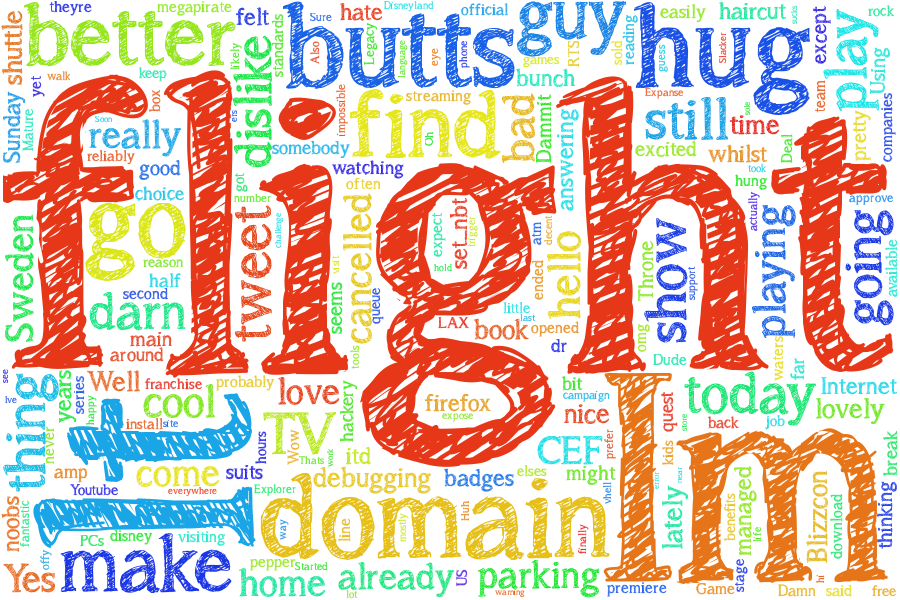 theyre
megapirate
felt
Sure
hate
Disneyland
official
guy
easily
haircut
sucks
rock
shuttle
better
likely
standards
Also
butts
Legacy
language
eye
phone
games
RTS
sold
reading
hug
guess
Slacker
except
play
Using
Sunday
yet
walk
keep
box
dislike
impossible
streaming
bunch
Expanse
team
Mature
Soon
really
reliably
good
choice
somebody
watching
find
Oh
bad
Dammit
answering
still
time
sale
excited
whilst
Deal
took
hung
pretty
companies
approve
flight
Sweden
go
reason
half
second
darn
main
around
got
number
tweet
challenge
seems
visit
tools
often
cancelled
queue
expect
set_nbt
trigger
hold
decent
atm
ended
hello
little
last
LAX
book
opened
dr
omg
Throne
show
support
Dude
actually
playing
going
available
waters
far
see
Ive
thing
years
series
happy
never
Well
franchise
probably
cool
install
site
love
TV
hackery
Wow
Thats
work
itd
firefox
expose
bit
campaign
nice
CEF
prefer
quest
store
today
back
job
Internet
lovely
break
it
hours
amp
come
suits
everywhere
Youtube
Explorer
debugging
badges
elses
might
vhell
Im
error
kids
near
lately
benefits
managed
life
stage
Blizzcon
download
thinking
noobs
fantastic
I
PCs
disney
visiting
way
domain
line
mostly
Huh
finally
offy
Yes
make
pepper
Started
home
lot
already
US
parking
warning
premiere
Game
Damn
hi
said
free